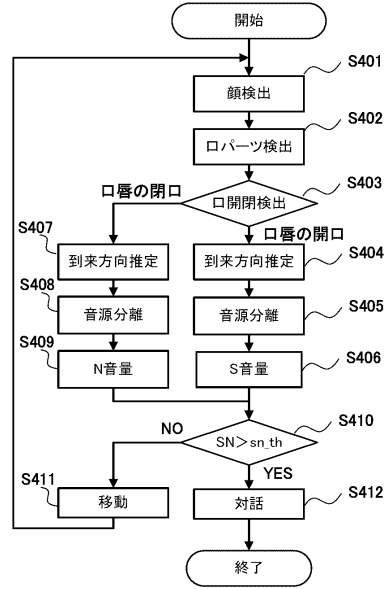 開始
S401
顔検出
S402
口パーツ検出
S403
口開閉検出
口唇の閉口
口唇の開口
S407
到来方向推定
S404
到来方向推定
S408
音源分離
S405
音源分離
S409
N音量
S406
S音量
S410
SN>sn_th
NO
YES
S411
移動
S412
対話
終了